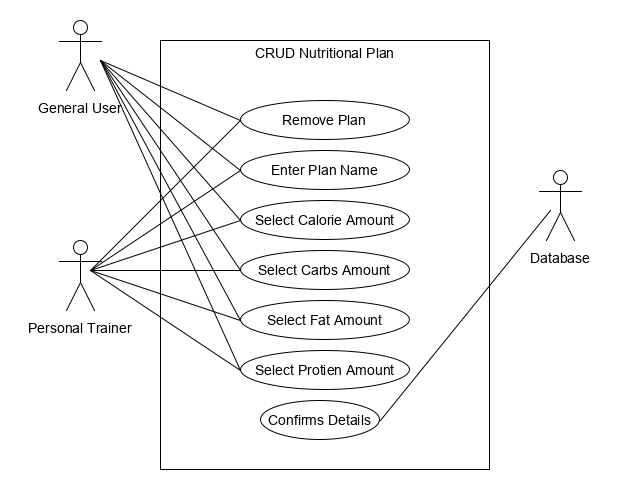 CRUD Nutritional Plan
General User
Remove Plan
Enter Plan Name
Select Calorie Amount
Database
Select Carbs Amount
Personal Trainer
Select Fat Amount
Select Protien Amount
Confirms Details